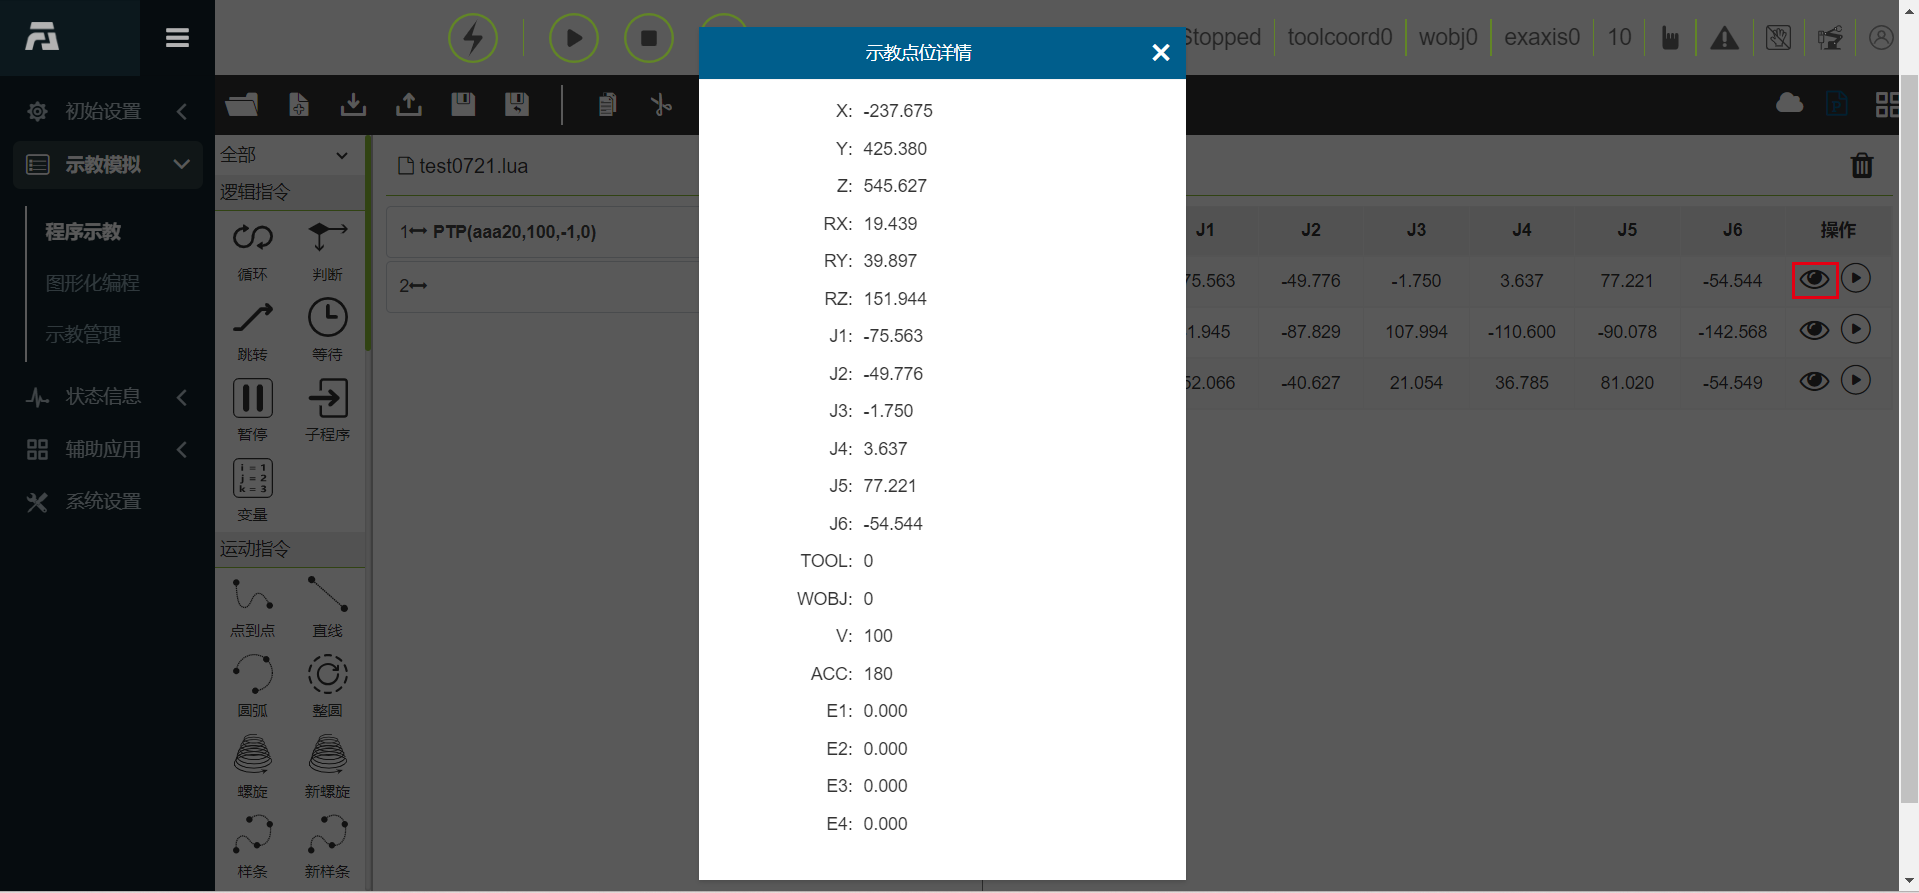 Stopped
toolcoord0
wobj0
exaxis0
10
初始设置
示教模拟
程序示教
图形化编程
示教管理
状态信息
辅助应用
系统设置
全部
逻辑指令
循环
判断
跳转
等待
暂停
子程序
i = 1
j = 2
k = 3
变量
运动指令
点到点
直线
圆弧
整圆
螺旋
新螺旋
样条
新样条
test0721.lua
1 PTP(aaa20,100,-1,0)
2
示教点位详情
X: -237.675
Y: 425.380
Z: 545.627
RX: 19.439
RY: 39.897
RZ: 151.944
J1: -75.563
J2: -49.776
J3: -1.750
J4: 3.637
J5: 77.221
J6: -54.544
TOOL: 0
WOBJ: 0
V: 100
ACC: 180
E1: 0.000
E2: 0.000
E3: 0.000
E4: 0.000
J1 J2 J3 J4 J5 J6 操作
75.563 -49.776 -1.750 3.637 77.221 -54.544
1.945 -87.829 107.994 -110.600 -90.078 -142.568
52.066 -40.627 21.054 36.785 81.020 -54.549